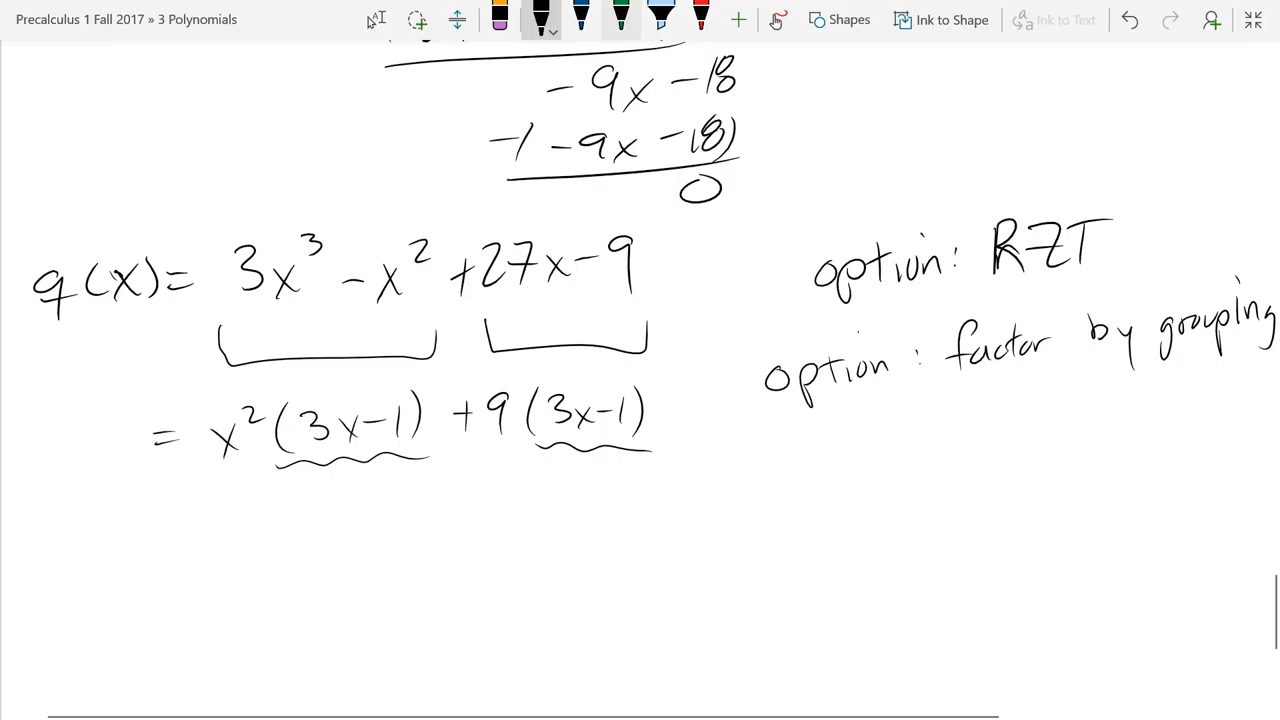 Precalculus 1 Fall 2017 » 3 Polynomials
Shapes
Ink to Shape
Ink to Text
- 9x - 18
-( - 9x - 18)
0
q(x) = 3x³ - x² + 27x - 9
option: RZT
option: factor by grouping
= x²(3x-1) + 9(3x-1)